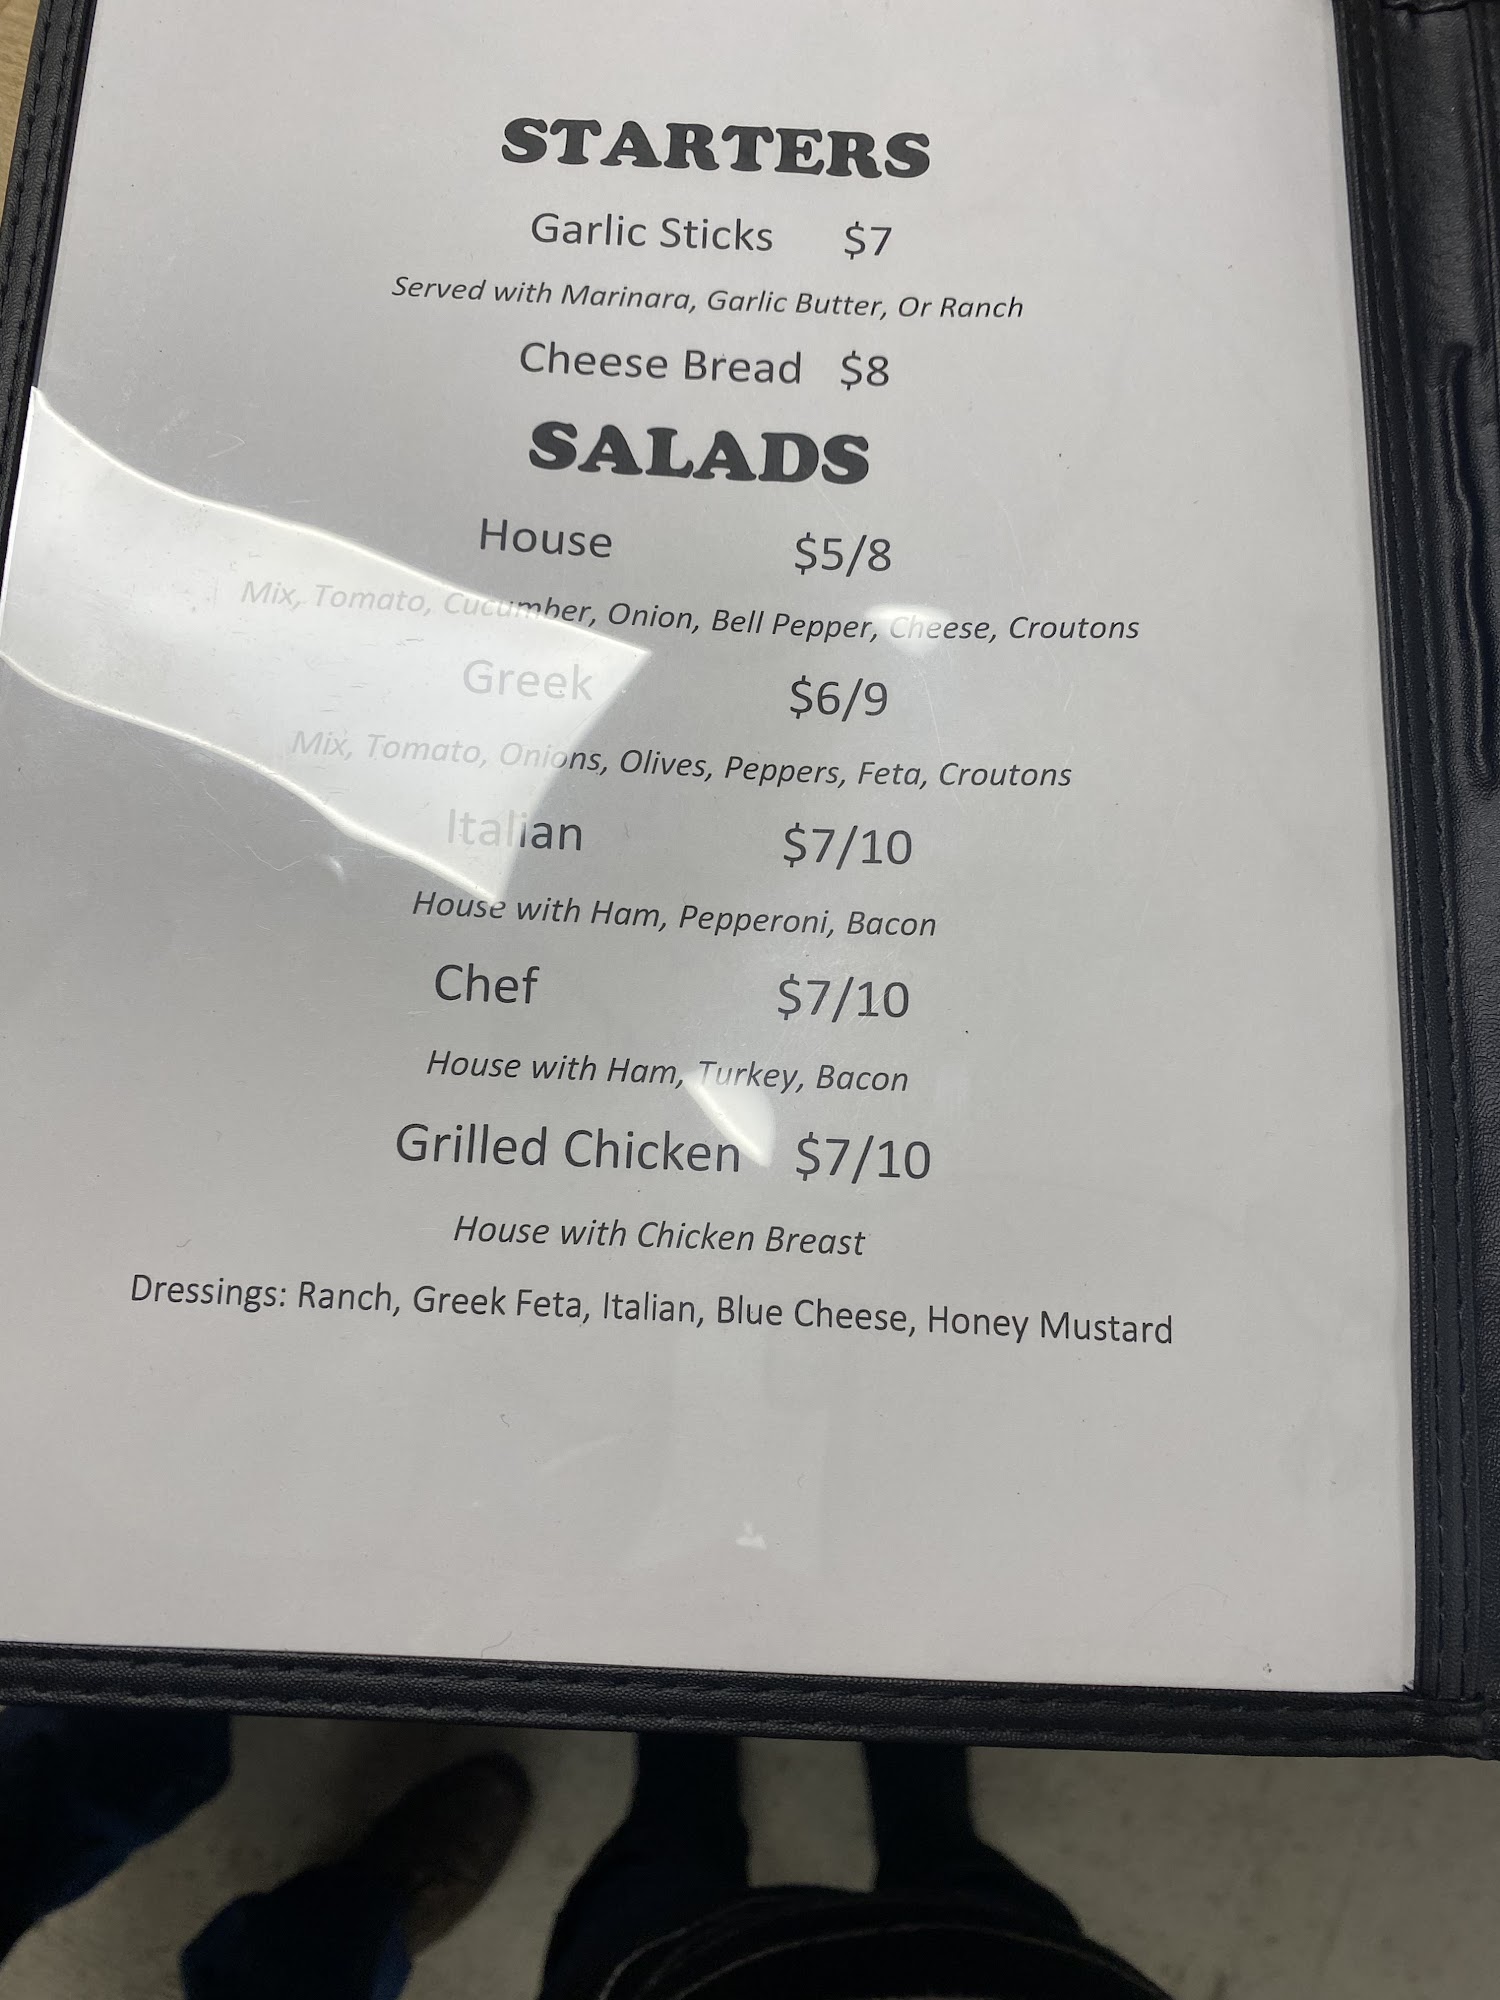 STARTERS
Garlic Sticks $7
Served with Marinara, Garlic Butter, Or Ranch
Cheese Bread $8
SALADS
House $5/8
Mix, Tomato, Cucumber, Onion, Bell Pepper, Cheese, Croutons
Greek $6/9
Mix, Tomato, Onions, Olives, Peppers, Feta, Croutons
Italian $7/10
House with Ham, Pepperoni, Bacon
Chef $7/10
House with Ham, Turkey, Bacon
Grilled Chicken $7/10
House with Chicken Breast
Dressings: Ranch, Greek Feta, Italian, Blue Cheese, Honey Mustard